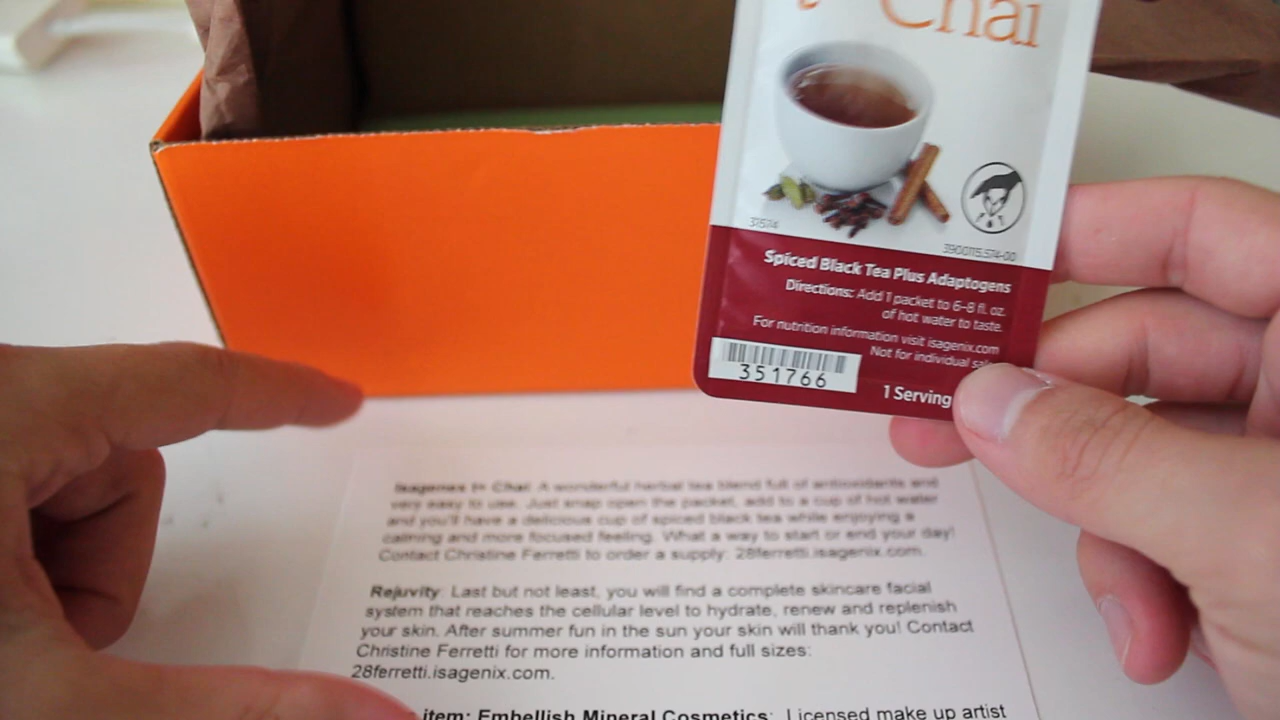 t+ Chai
31574
3900115.574-00
Spiced Black Tea Plus Adaptogens
Directions: Add 1 packet to 6-8 fl. oz.
of hot water to taste.
For nutrition information visit isagenix.com
Not for individual
351766
1 Serving
Isagenex t+ Chai: A wonderful herbal tea blend full of antioxidants and
very easy to use. Just snap open the packet, add to a cup of hot water
and you'll have a delicious cup of spiced black tea while enjoying a
calming and more focused feeling. What a way to start or end your day!
Contact Christine Ferretti to order a supply: 28ferretti.isagenix.com.
Rejuvity: Last but not least, you will find a complete skincare facial
system that reaches the cellular level to hydrate, renew and replenish
your skin. After summer fun in the sun your skin will thank you! Contact
Christine Ferretti for more information and full sizes:
28ferretti.isagenix.com.
item: Embellish Mineral Cosmetics: Licensed make up artist